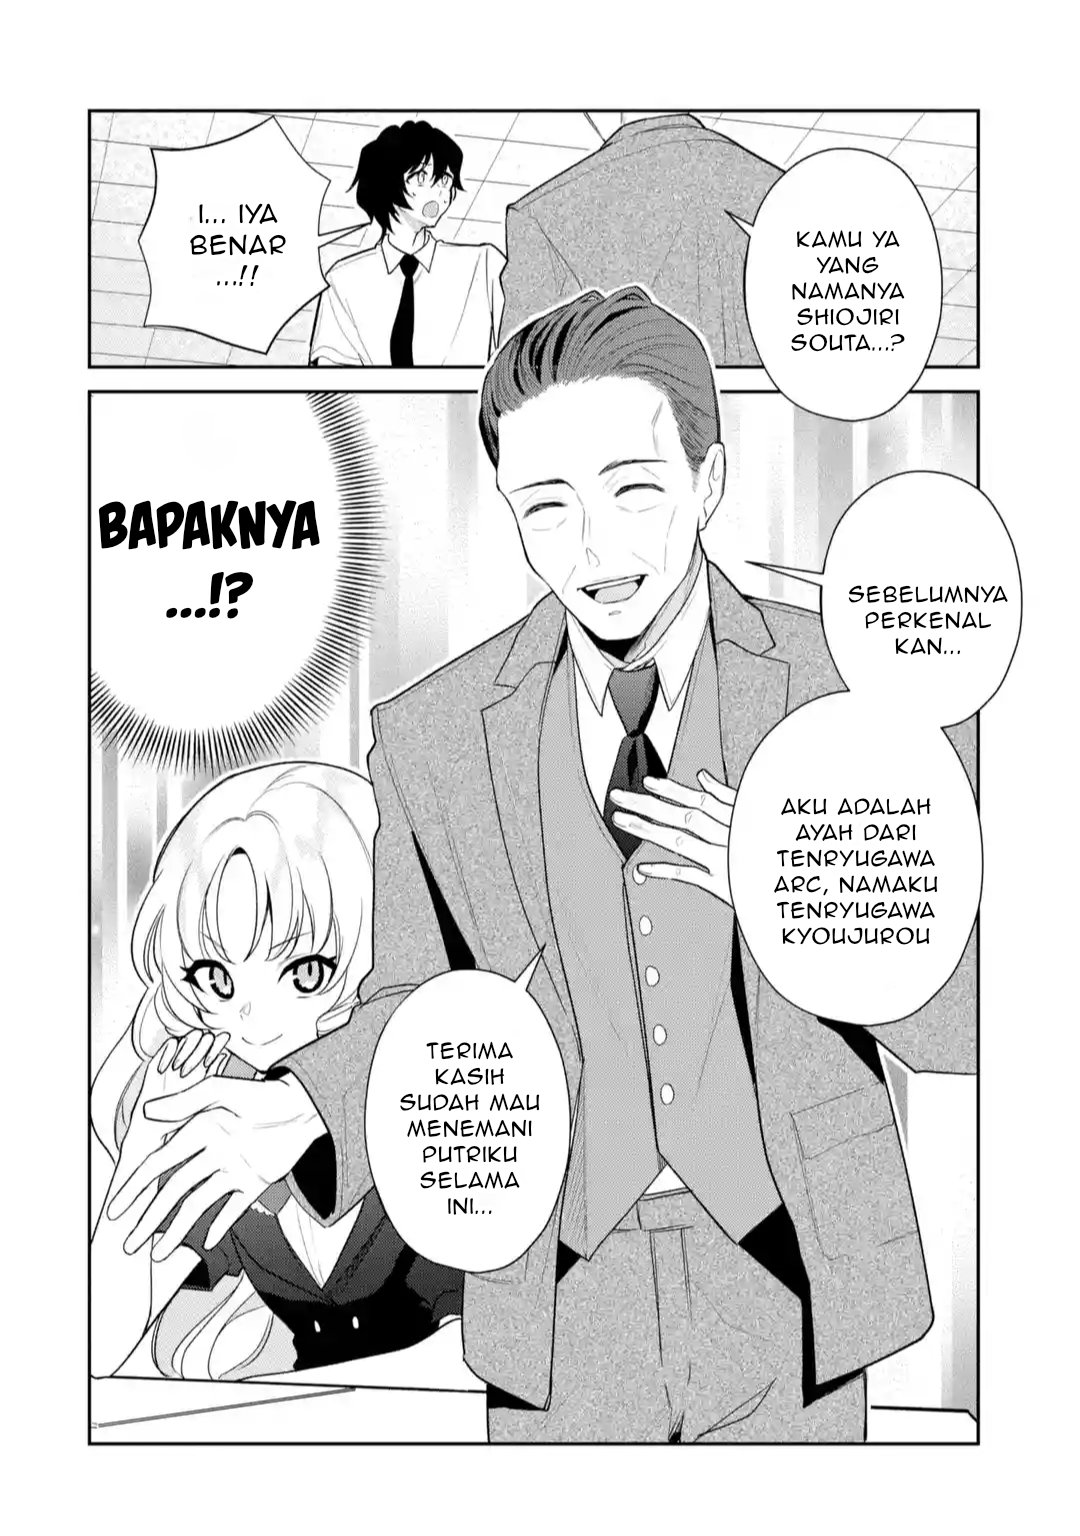 KAMU YA
YANG
NAMANYA
SHIOJIRI
SOUTA...?
I... IYA
BENAR
...!!
SEBELUMNYA
PERKENAL
KAN...
BAPAKNYA
...!?
AKU ADALAH
AYAH DARI
TENRYUGAWA
ARC, NAMAKU
TENRYUGAWA
KYOUJUROU
TERIMA
KASIH
SUDAH MAU
MENEMANI
PUTRIKU
SELAMA
INI...